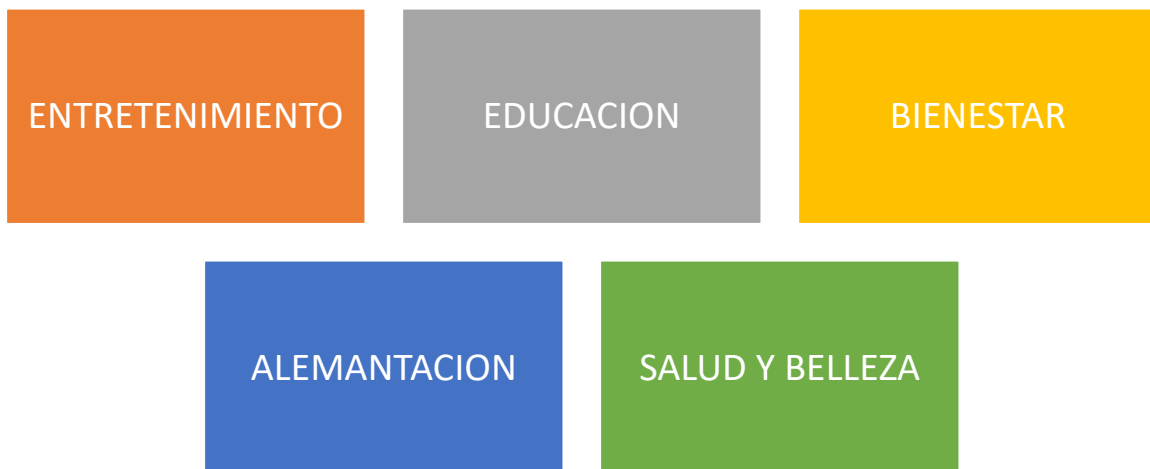 ENTRETENIMIENTO
EDUCACION
BIENESTAR
ALEMANTACION
SALUD Y BELLEZA